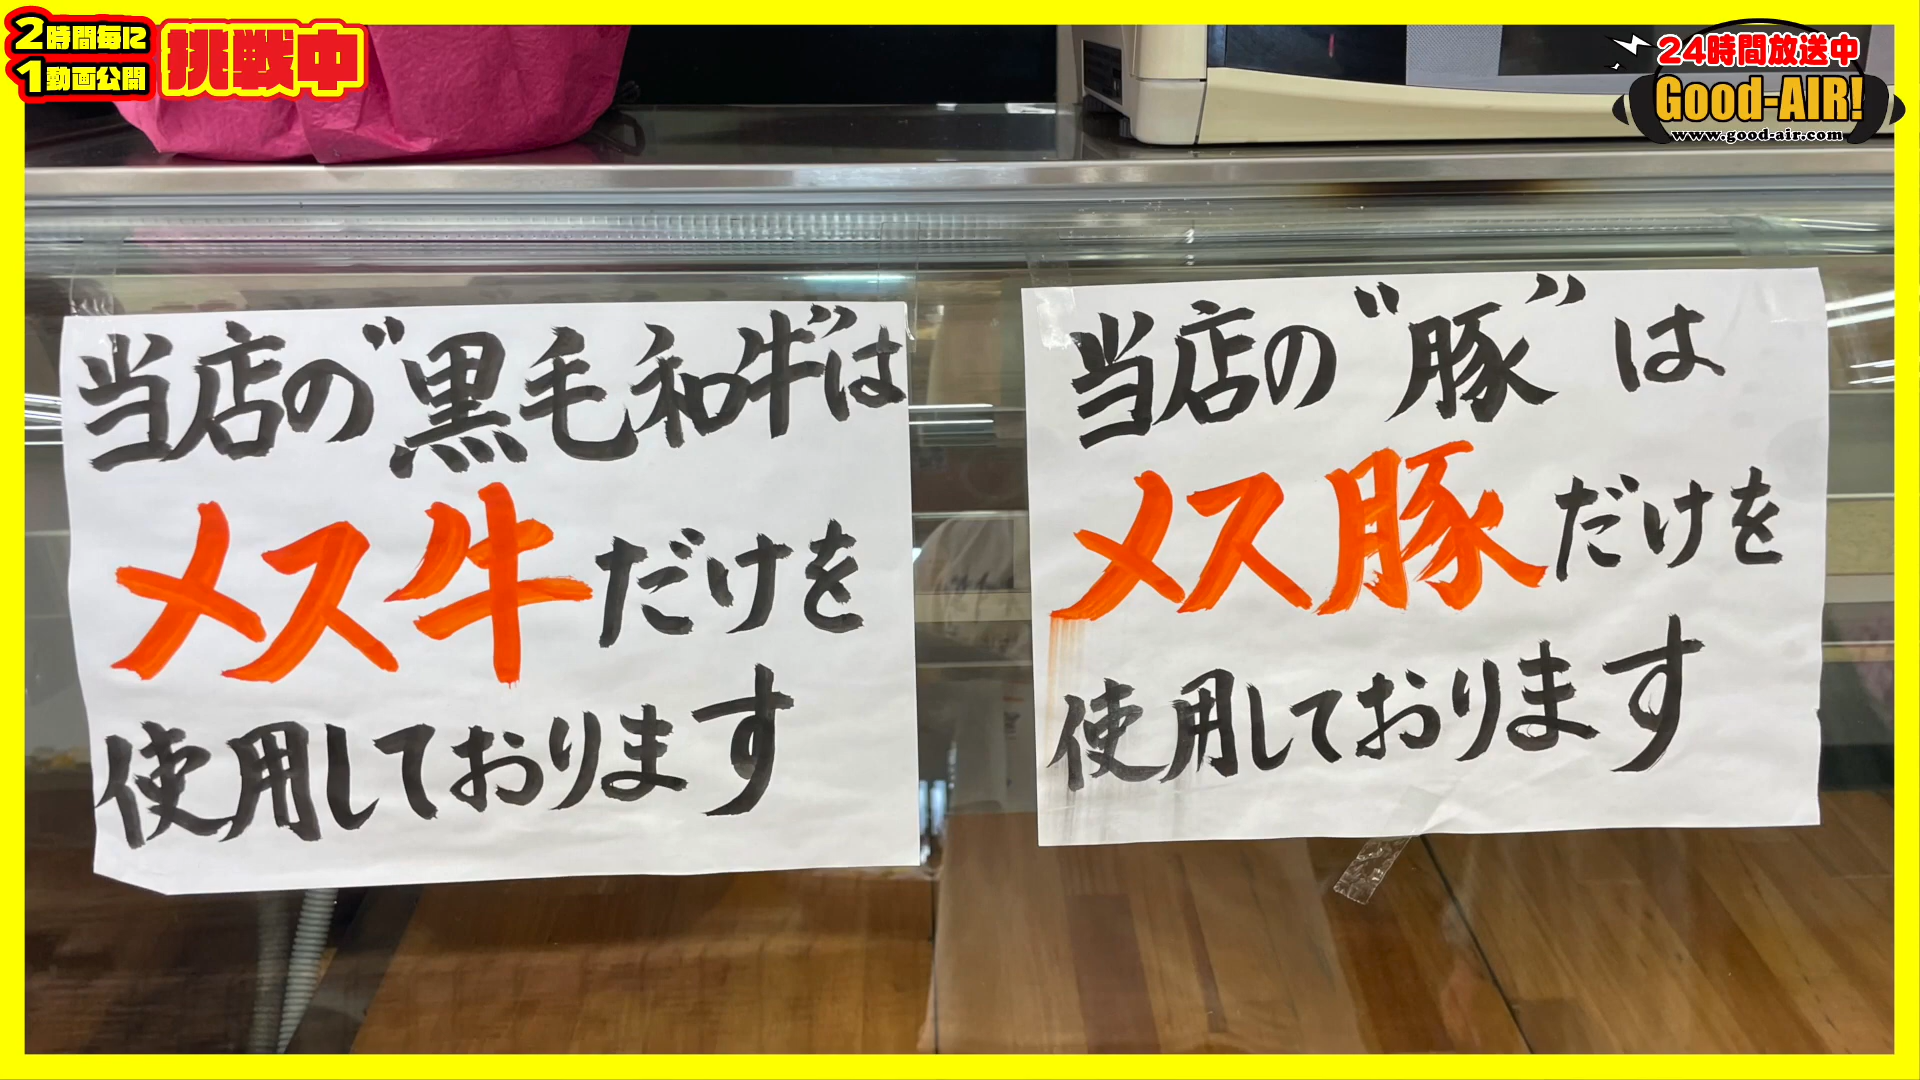 2時間毎に
1動画公開
挑戦中
24時間放送中
Good-AIR!
www.good-air.com
当店の"黒毛和牛"は
メス牛だけを
使用しております
当店の"豚"は
メス豚だけを
使用しております